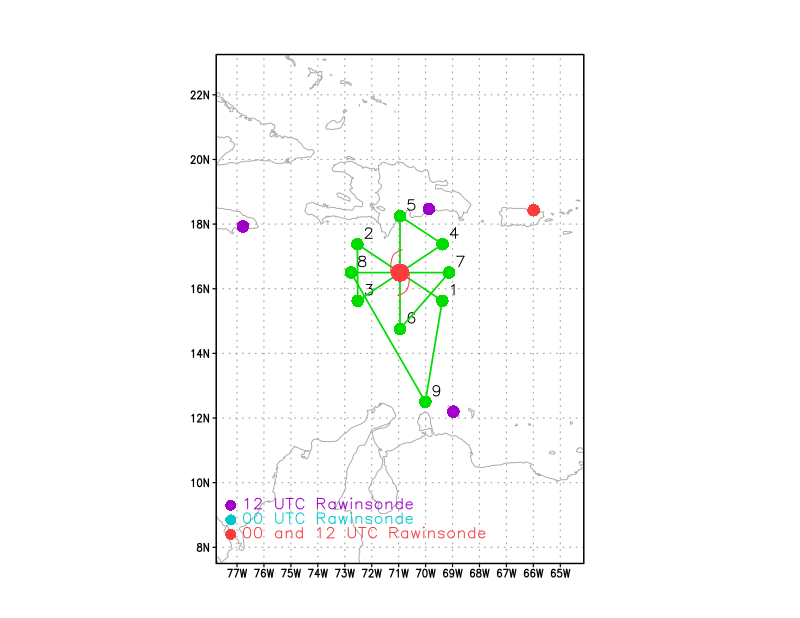 22N
20N
5
18N
2
4
8
7
16N
3
1
6
14N
9
12N
10N
12 UTC Rawinsonde
00 UTC Rawinsonde
00 and 12 UTC Rawinsonde
8N
77W 76W 75W 74W 73W 72W 71W 70W 69W 68W 67W 66W 65W